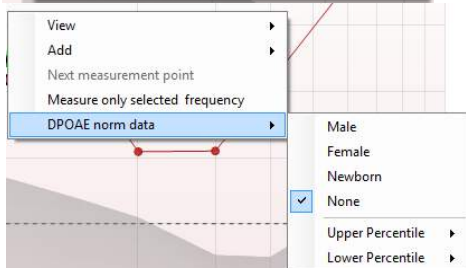 View
Add
Next measurement point
Measure only selected frequency
DPOAE norm data
Male
Female
Newborn
None
Upper Percentile
Lower Percentile